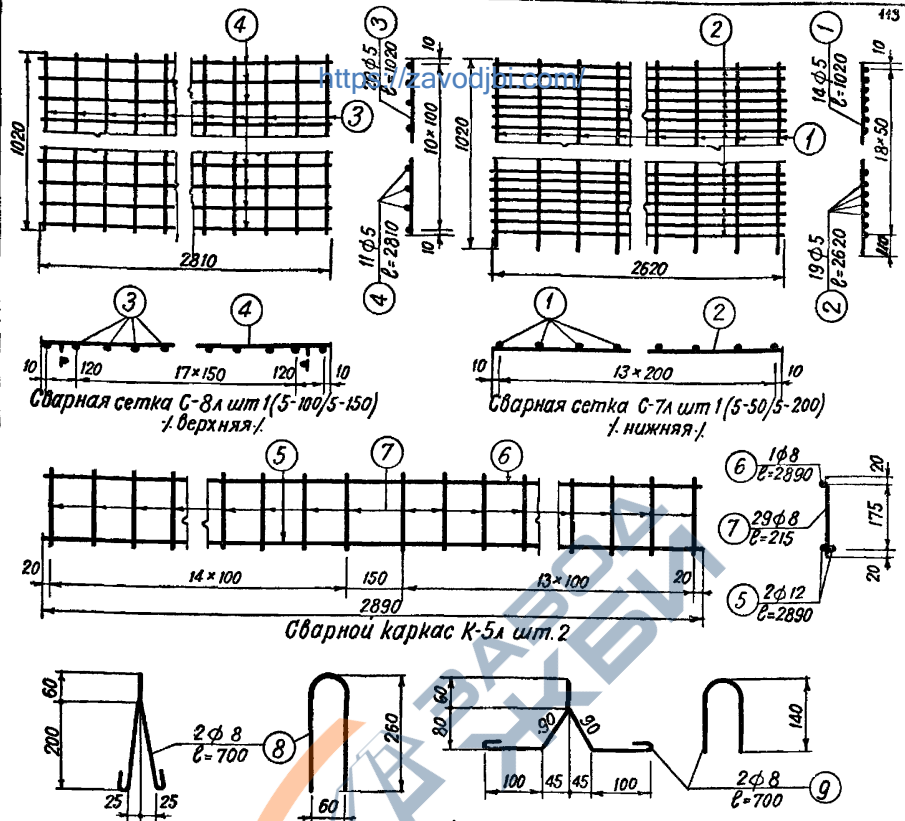 113
4
3
2
1
https://zavodjbi.com/
ℓ=1020
14ф5
ℓ=1020
10
10
1020
3
10×100
1020
1
18×50
10
11ф5
ℓ=2810
19ф5
ℓ=2620
2810
2620
4
2
3
4
1
2
10
120
17×150
120
10
10
13×200
10
Сварная сетка С-8л шт 1(5-100/5-150)
·/. верхняя·/.
Сварная сетка С-7л шт 1(5-50/5-200)
·/. нижняя·/.
5
7
6
6
1ф8
ℓ=2890
20
7
29ф8
ℓ=215
175
20
5
2ф12
ℓ=2890
20
14×100
150
13×100
20
2890
Сварной каркас К-5л шт.2
ЗАВОД
ЖБИ
60
200
2ф8
ℓ=700
8
260
25
25
60
60
80
90
90
140
100
45
45
100
2ф8
ℓ=700
9